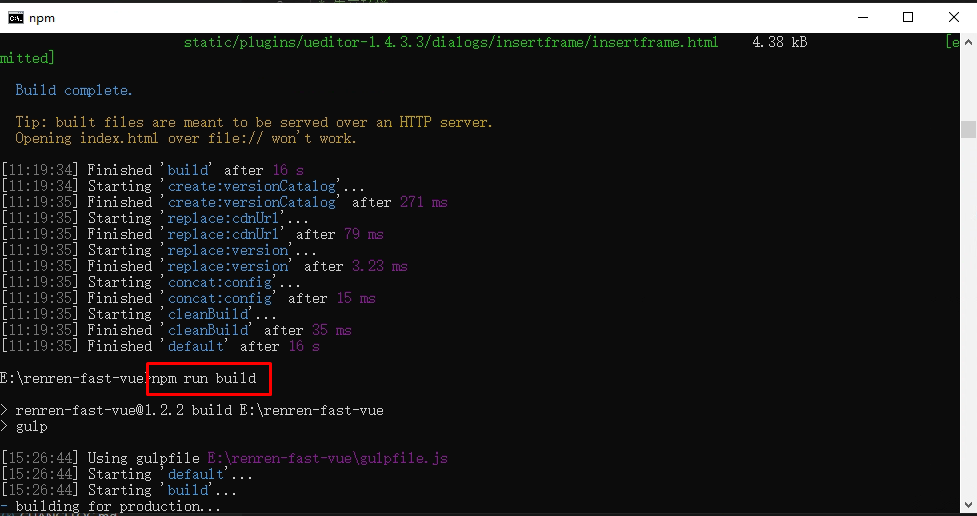 npm
static/plugins/ueditor-1.4.3.3/dialogs/insertframe/insertframe.html 4.38 kB [e
mitted]
Build complete.
Tip: built files are meant to be served over an HTTP server.
Opening index.html over file:// won't work.
[11:19:34] Finished 'build' after 16 s
[11:19:34] Starting 'create:versionCatalog'...
[11:19:35] Finished 'create:versionCatalog' after 271 ms
[11:19:35] Starting 'replace:cdnUrl'...
[11:19:35] Finished 'replace:cdnUrl' after 79 ms
[11:19:35] Starting 'replace:version'...
[11:19:35] Finished 'replace:version' after 3.23 ms
[11:19:35] Starting 'concat:config'...
[11:19:35] Finished 'concat:config' after 15 ms
[11:19:35] Starting 'cleanBuild'...
[11:19:35] Finished 'cleanBuild' after 35 ms
[11:19:35] Finished 'default' after 16 s
E:\renren-fast-vue>npm run build
> renren-fast-vue@1.2.2 build E:\renren-fast-vue
> gulp
[15:26:44] Using gulpfile E:\renren-fast-vue\gulpfile.js
[15:26:44] Starting 'default'...
[15:26:44] Starting 'build'...
- building for production...